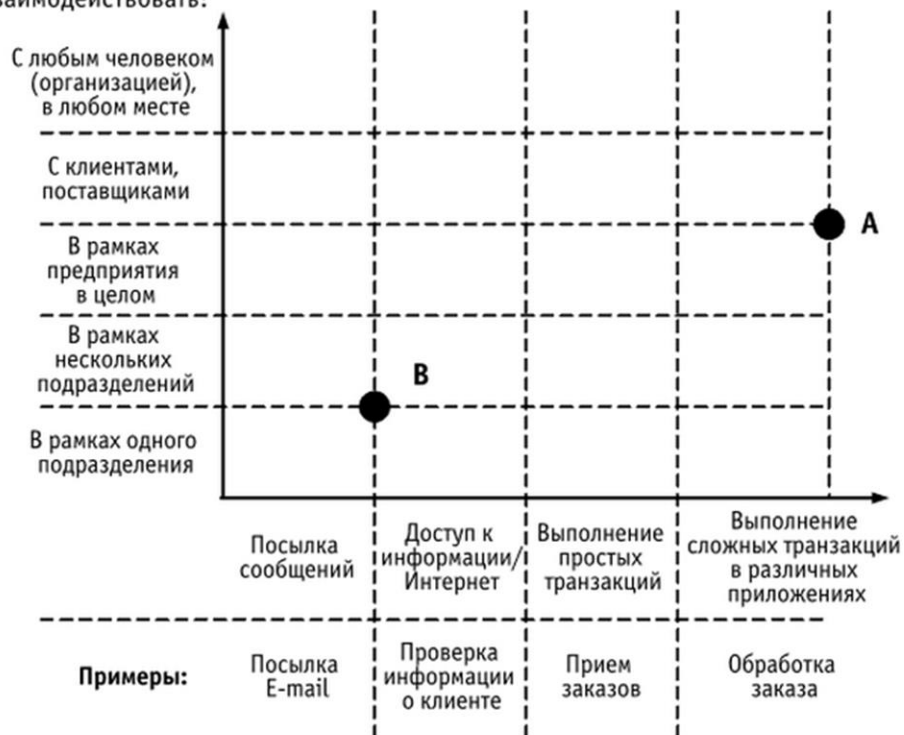 взаимодействовать:
С любым человеком
(организацией),
в любом месте
С клиентами,
поставщиками
A
В рамках
предприятия
в целом
В рамках
нескольких
подразделений
B
В рамках одного
подразделения
Посылка
сообщений
Доступ к
информации/
Интернет
Выполнение
простых
транзакций
Выполнение
сложных транзакций
в различных
приложениях
Примеры:
Посылка
E-mail
Проверка
информации
о клиенте
Прием
заказов
Обработка
заказа